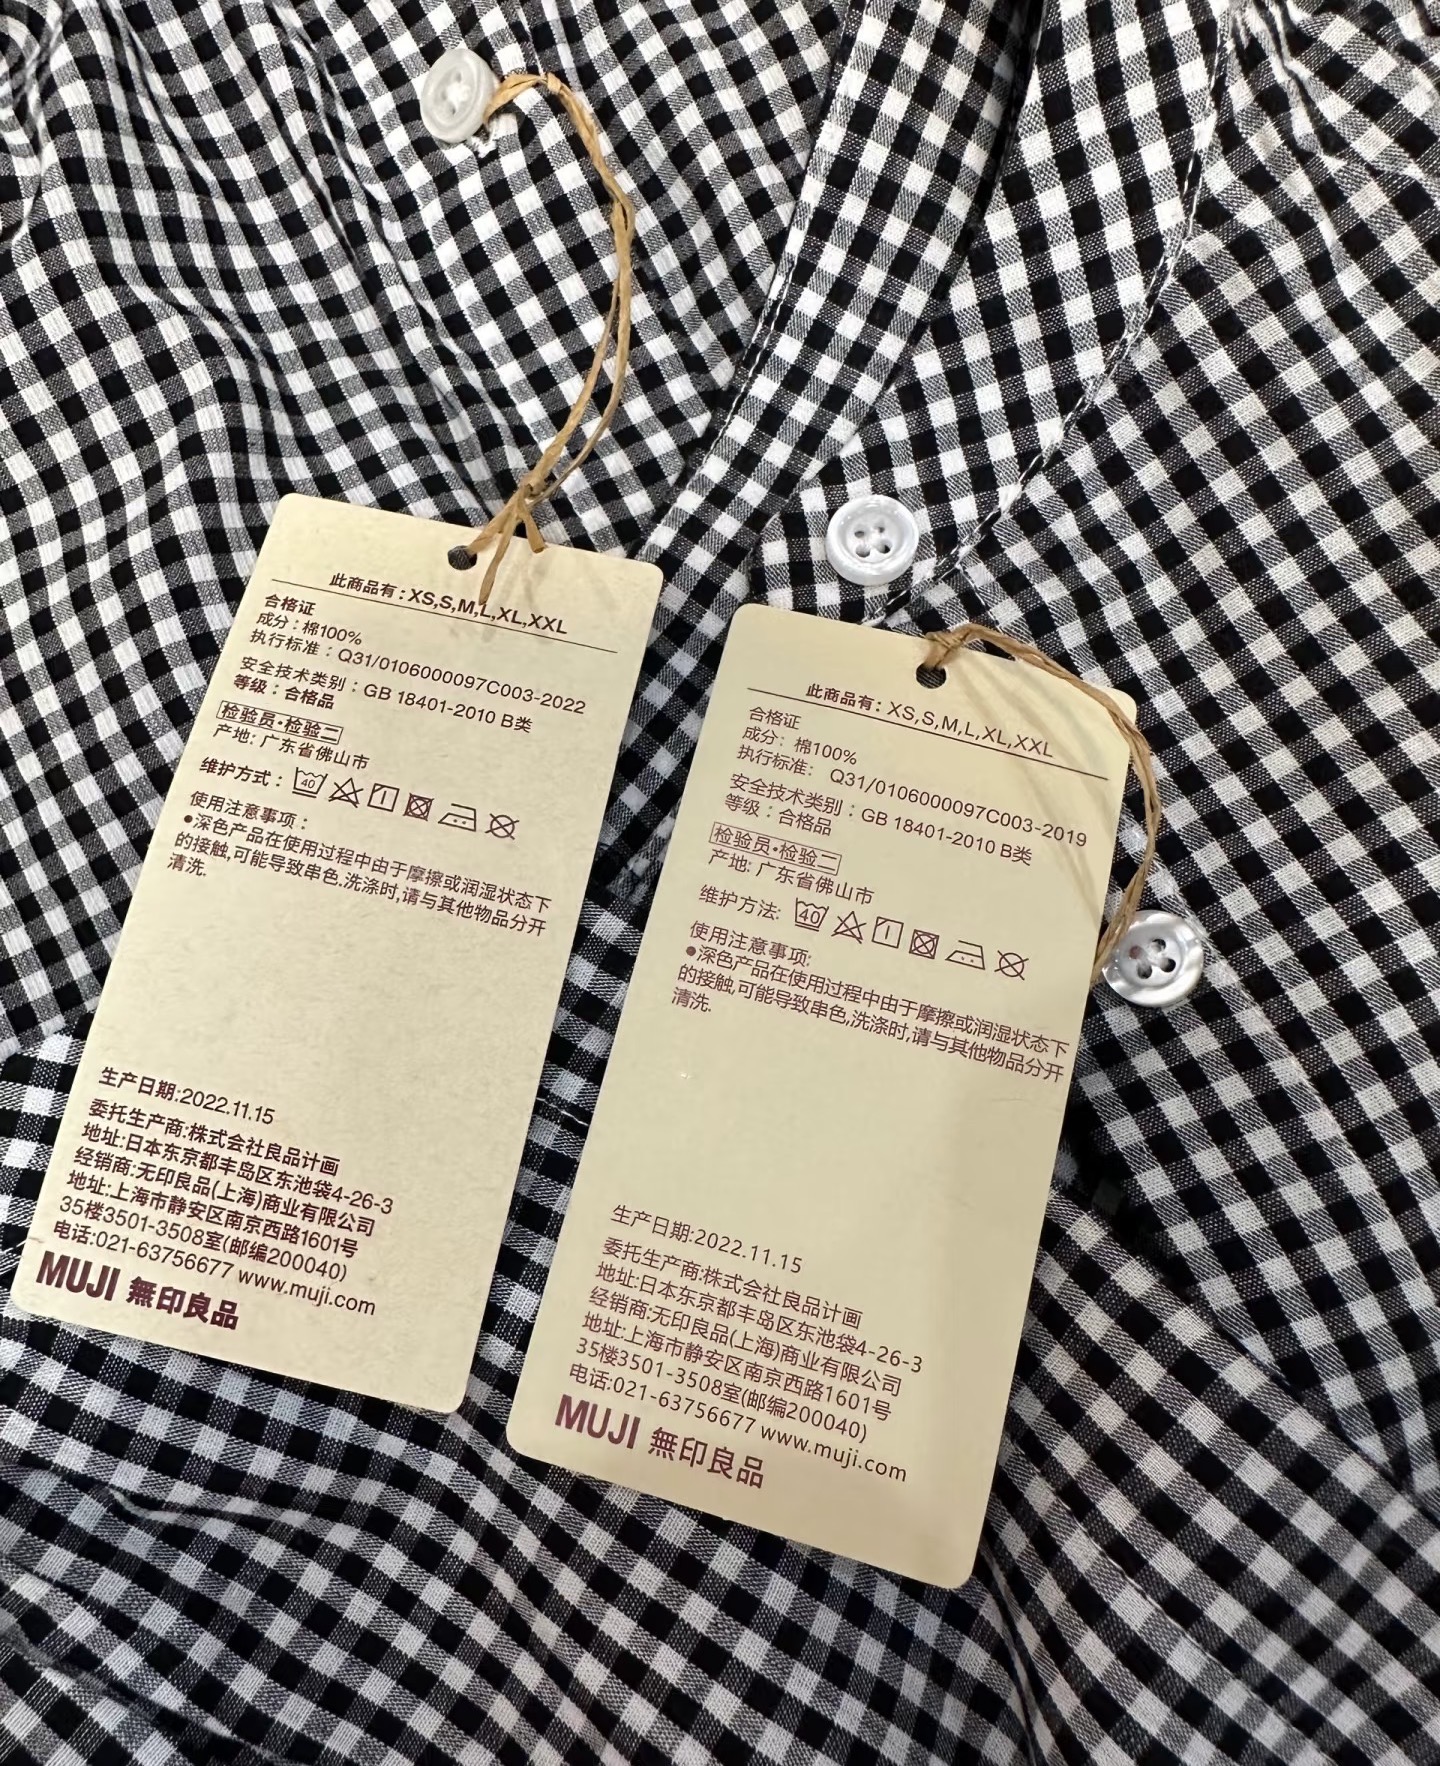 此商品有：XS,S,M,L,XL,XXL
合格证
成分：棉100%
执行标准：Q31/0106000097C003-2022
安全技术类别：GB 18401-2010 B类
等级：合格品
检验员•检验二
产地: 广东省佛山市
维护方式： 40
使用注意事项：
●深色产品在使用过程中由于摩擦或润湿状态下
的接触,可能导致串色,洗涤时,请与其他物品分开
清洗.
生产日期:2022.11.15
委托生产商:株式会社良品计画
地址:日本东京都丰岛区东池袋4-26-3
经销商:无印良品(上海)商业有限公司
地址:上海市静安区南京西路1601号
35楼3501-3508室(邮编200040)
电话:021-63756677 www.muji.com
MUJI 無印良品
此商品有：XS,S,M,L,XL,XXL
合格证
成分：棉100%
执行标准： Q31/0106000097C003-2019
安全技术类别：GB 18401-2010 B类
等级：合格品
检验员•检验二
产地: 广东省佛山市
维护方法: 40
使用注意事项:
●深色产品在使用过程中由于摩擦或润湿状态下
的接触,可能导致串色,洗涤时,请与其他物品分开
清洗.
生产日期:2022.11.15
委托生产商:株式会社良品计画
地址:日本东京都丰岛区东池袋4-26-3
经销商:无印良品(上海)商业有限公司
地址:上海市静安区南京西路1601号
35楼3501-3508室(邮编200040)
电话:021-63756677 www.muji.com
MUJI 無印良品